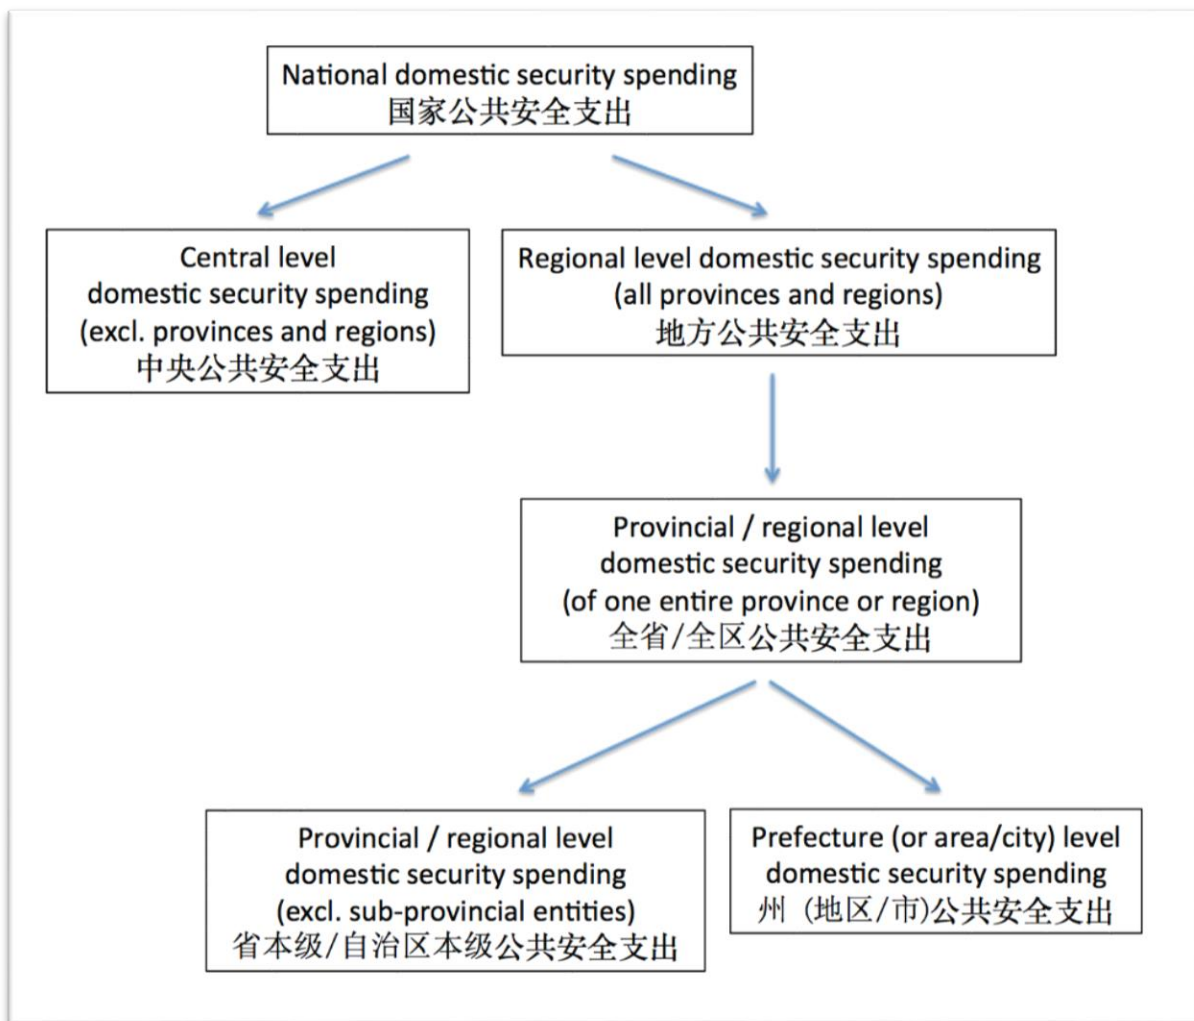 National domestic security spending
国家公共安全支出
Central level
domestic security spending
(excl. provinces and regions)
中央公共安全支出
Regional level domestic security spending
(all provinces and regions)
地方公共安全支出
Provincial / regional level
domestic security spending
(of one entire province or region)
全省/全区公共安全支出
Provincial / regional level
domestic security spending
(excl. sub-provincial entities)
省本级/自治区本级公共安全支出
Prefecture (or area/city) level
domestic security spending
州 (地区/市)公共安全支出